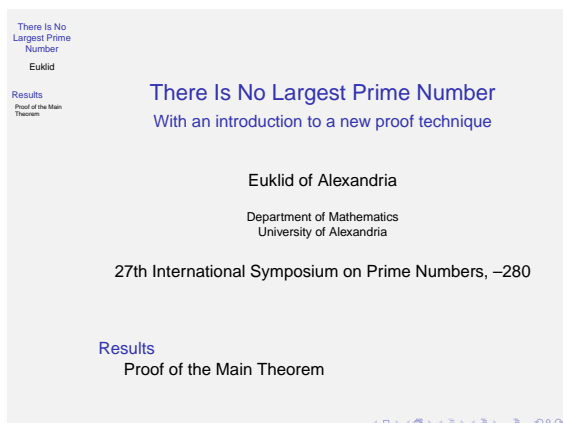 There Is No
Largest Prime
Number
Euklid
Results
Proof of the Main
Theorem
There Is No Largest Prime Number
With an introduction to a new proof technique
Euklid of Alexandria
Department of Mathematics
University of Alexandria
27th International Symposium on Prime Numbers, –280
Results
Proof of the Main Theorem